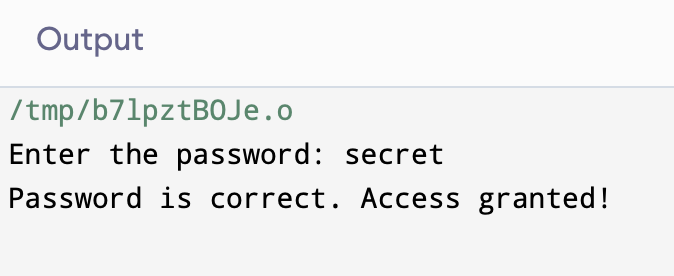 Output
/tmp/b7lpztBOJe.o
Enter the password: secret
Password is correct. Access granted!